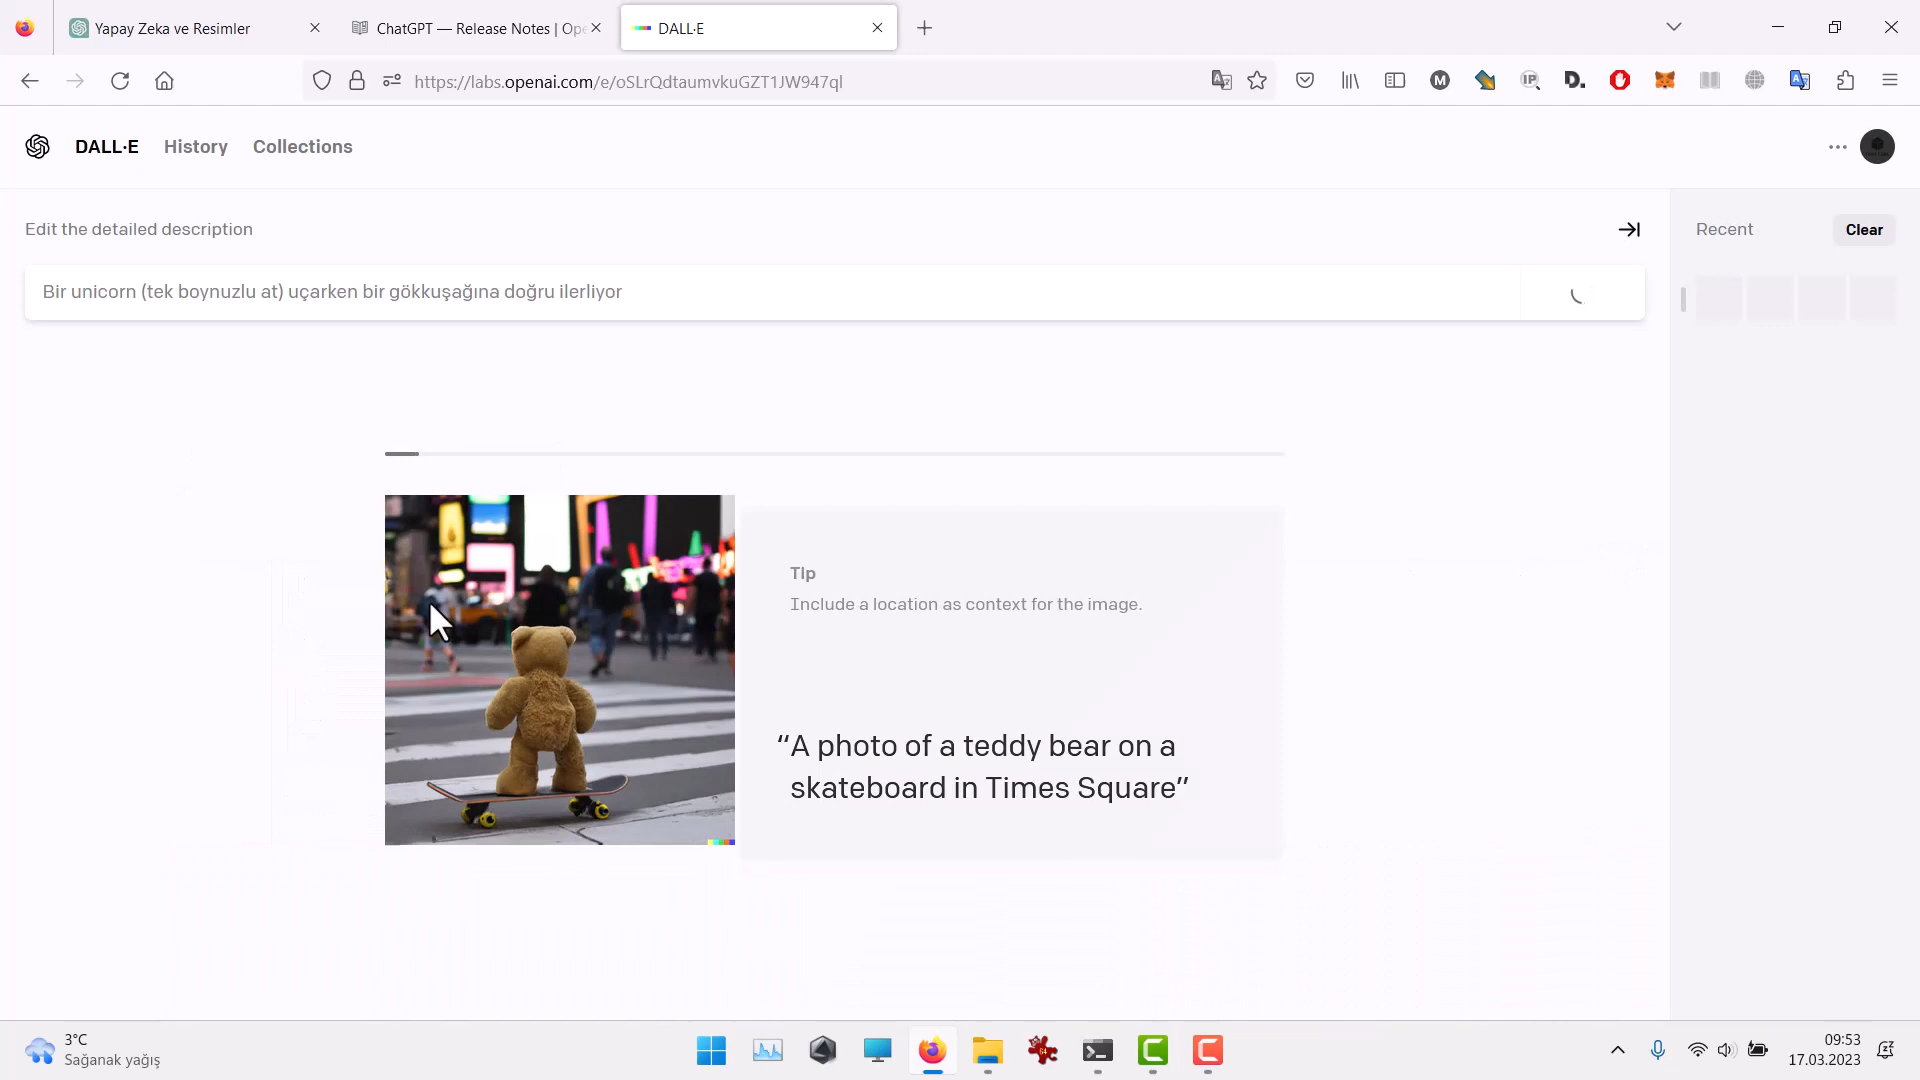 Yapay Zeka ve Resimler
ChatGPT — Release Notes | Ope
DALL·E
https://labs.openai.com/e/oSLrQdtaumvkuGZT1JW947ql
DALL·E
History
Collections
Edit the detailed description
Recent
Clear
Bir unicorn (tek boynuzlu at) uçarken bir gökkuşağına doğru ilerliyor
Tip
Include a location as context for the image.
“A photo of a teddy bear on a
skateboard in Times Square”
3°C
Sağanak yağış
09:53
17.03.2023